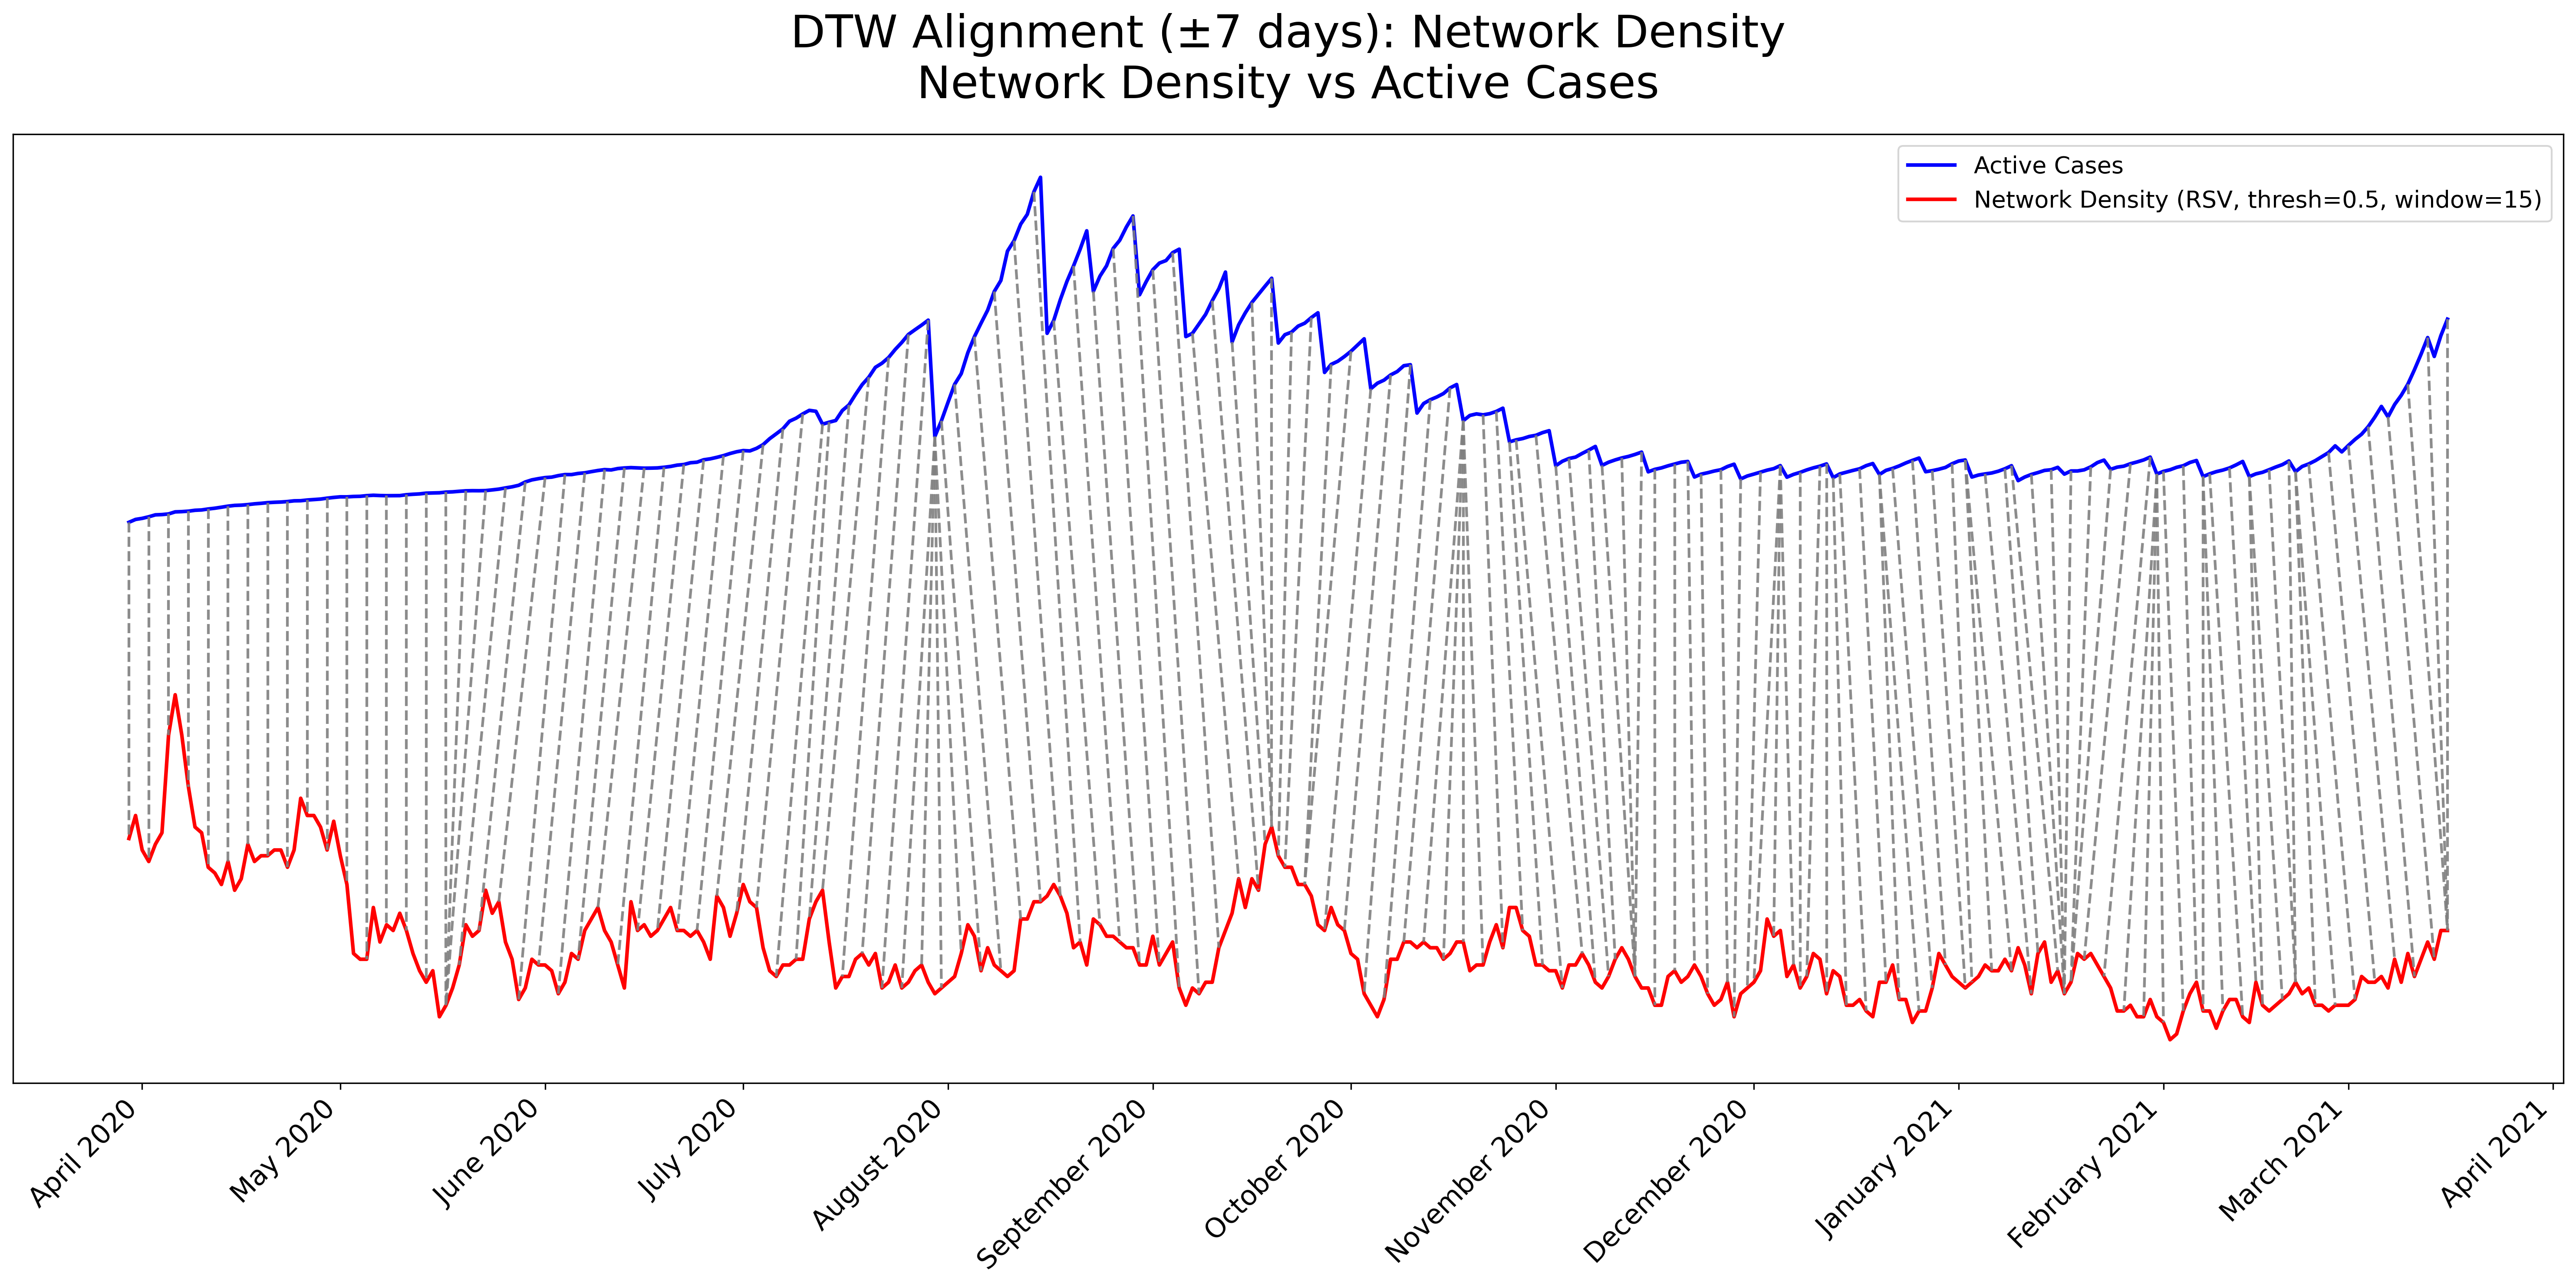 DTW Alignment (±7 days): Network Density
Network Density vs Active Cases
Active Cases
Network Density (RSV, thresh=0.5, window=15)
April 2020
May 2020
June 2020
July 2020
August 2020
September 2020
October 2020
November 2020
December 2020
January 2021
February 2021
March 2021
April 2021